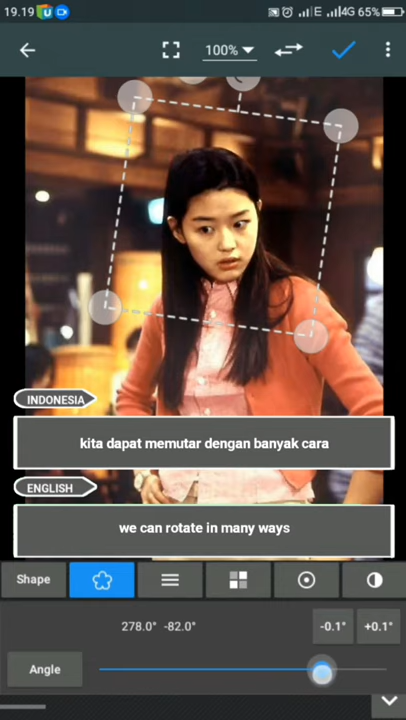 19.19 E 4G 65%
100%
INDONESIA
kita dapat memutar dengan banyak cara
ENGLISH
we can rotate in many ways
Shape
278.0° -82.0° -0.1° +0.1°
Angle